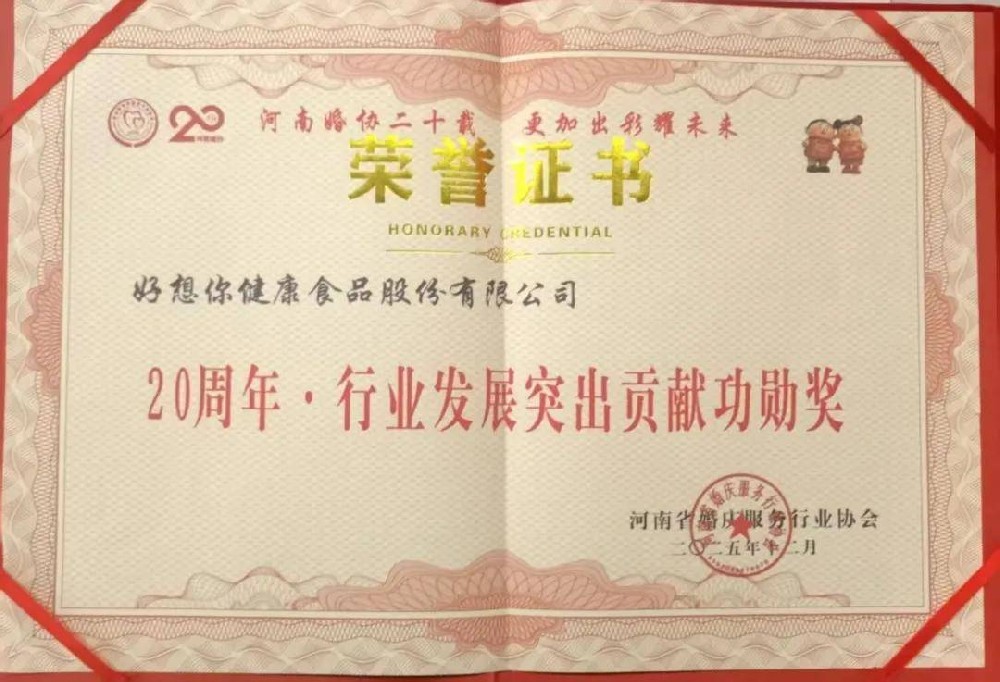 河南婚协二十载 更加出彩耀未来
荣誉证书
HONORARY CREDENTIAL
好想你健康食品股份有限公司
20周年·行业发展突出贡献功勋奖
河南省婚庆服务行业协会
二〇二五年十二月